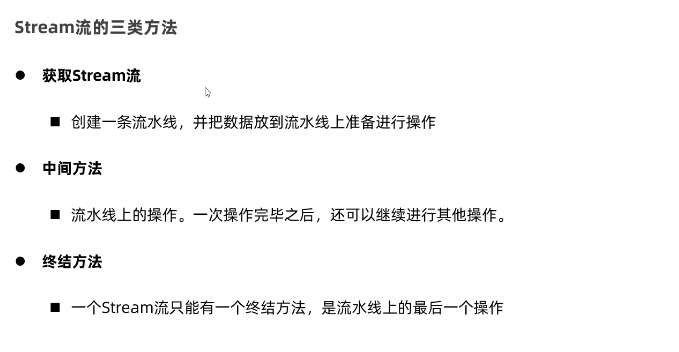 Stream流的三类方法
● 获取Stream流
■ 创建一条流水线，并把数据放到流水线上准备进行操作
● 中间方法
■ 流水线上的操作。一次操作完毕之后，还可以继续进行其他操作。
● 终结方法
■ 一个Stream流只能有一个终结方法，是流水线上的最后一个操作